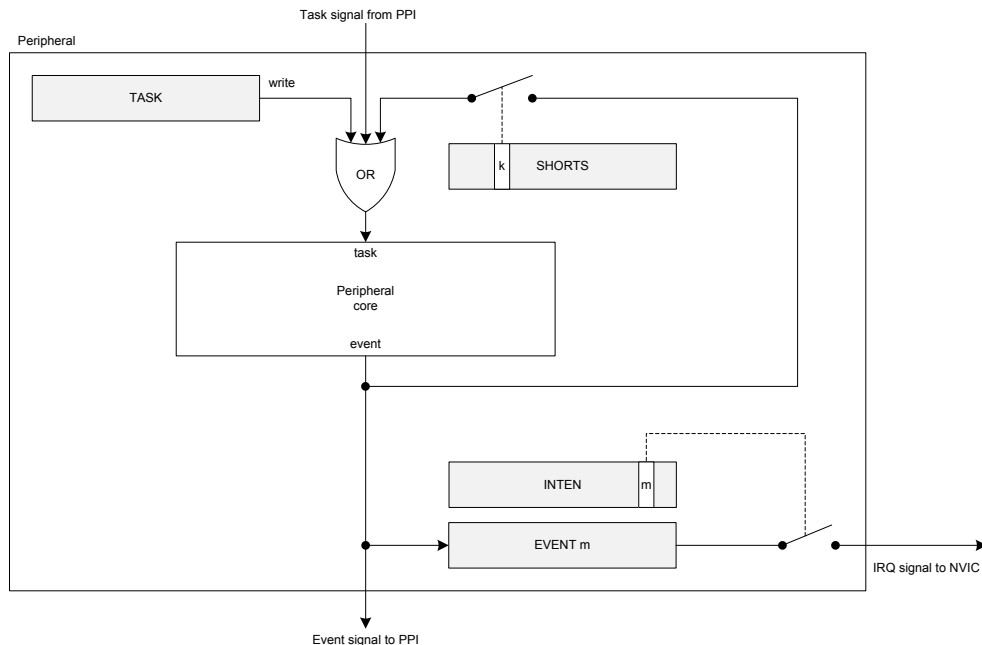 Task signal from PPI
Peripheral
TASK
write
k
SHORTS
OR
task
Peripheral
core
event
INTEN
m
EVENT m
IRQ signal to NVIC
Event signal to PPI